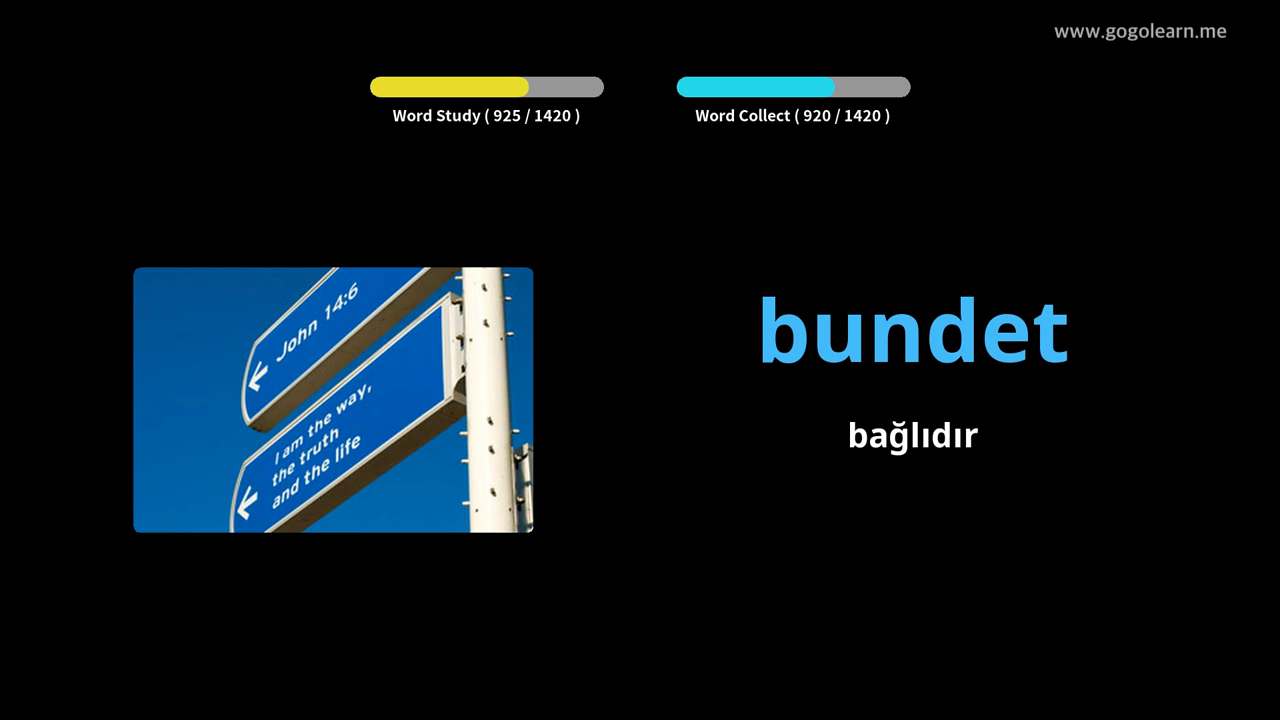 www.gogolearn.me
Word Study ( 925 / 1420 )
Word Collect ( 920 / 1420 )
John 14:6
I am the way,
the truth
and the life
bundet
bağlıdır